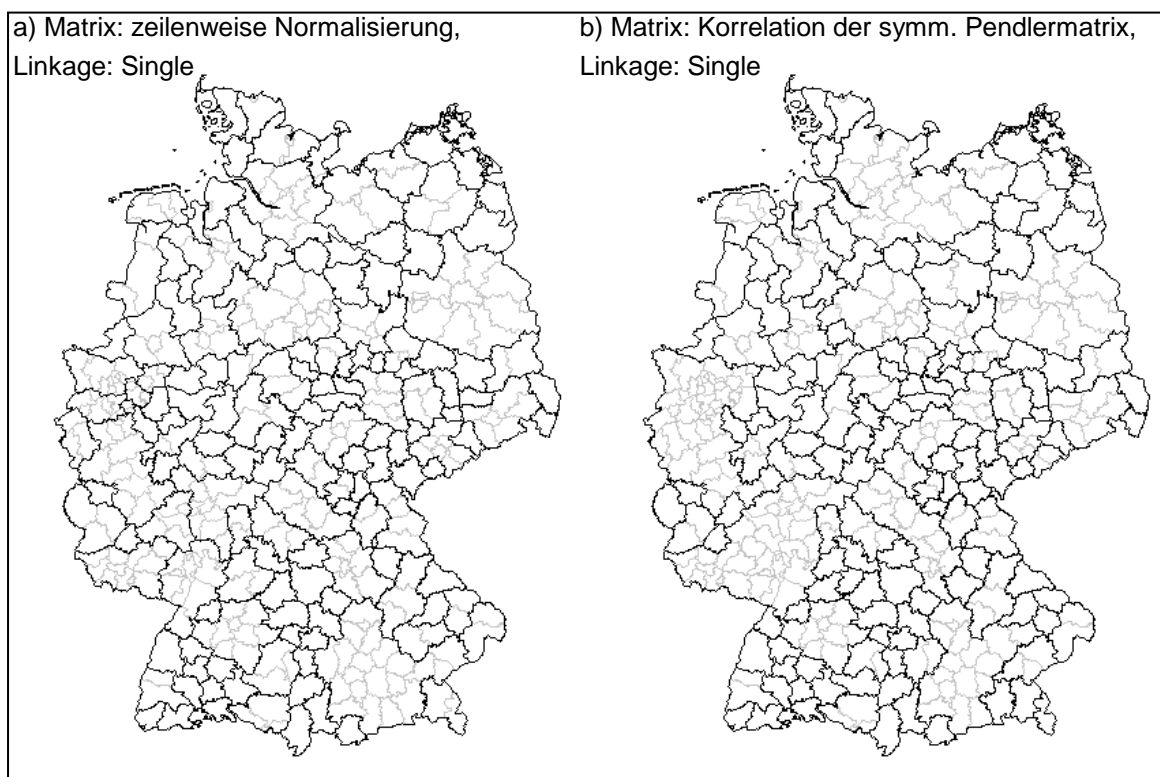 a) Matrix: zeilenweise Normalisierung,
Linkage: Single
b) Matrix: Korrelation der symm. Pendlermatrix,
Linkage: Single